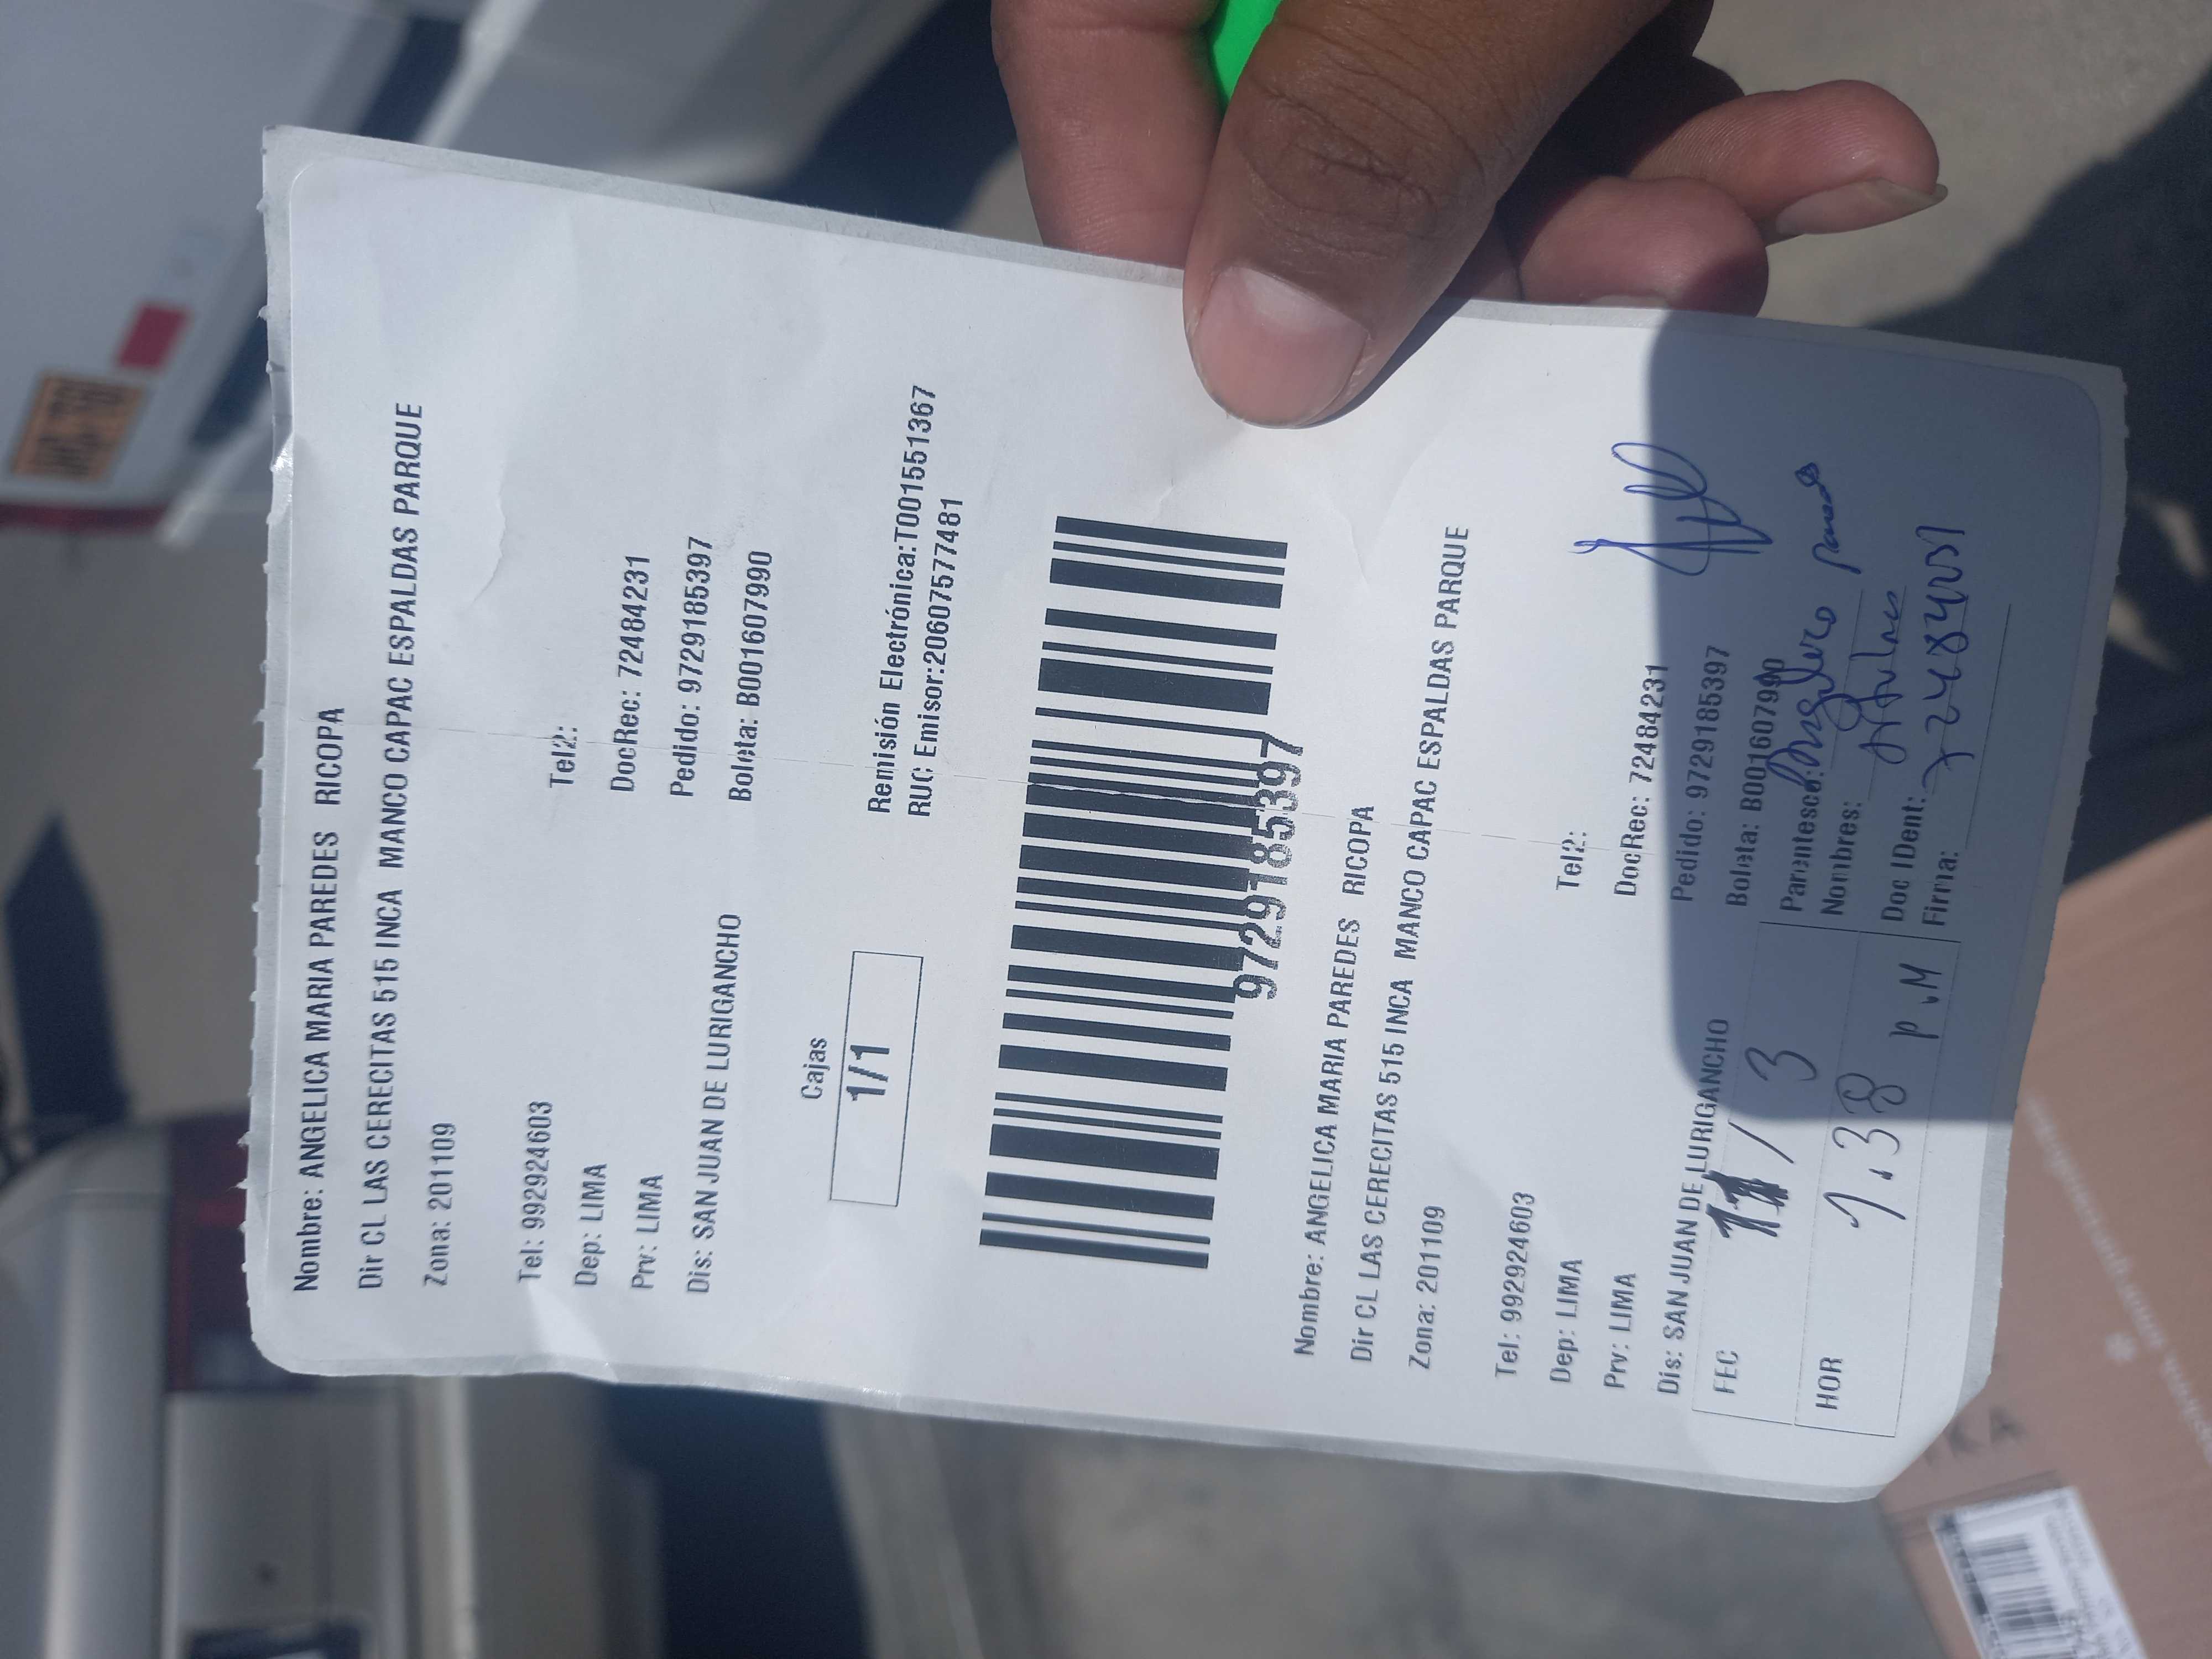 Nombre: ANGELICA MARIA PAREDES RICOPA
Dir CL LAS CERECITAS 515 INCA MANCO CAPAC ESPALDAS PARQUE
Zona: 201109
Tel: 992924603 Tel2:
Dep: LIMA DocRec: 72484231
Prv: LIMA Pedido: 9729185397
Dis: SAN JUAN DE LURIGANCHO Boleta: B001607990
Cajas
1/1
Remisión Electrónica:T001551367
RUC Emisor:20607577481
9729185397
Nombre: ANGELICA MARIA PAREDES RICOPA
Dir CL LAS CERECITAS 515 INCA MANCO CAPAC ESPALDAS PARQUE
Zona: 201109
Tel: 992924603 Tel2:
Dep: LIMA DocRec: 72484231
Prv: LIMA Pedido: 9729185397
Dis: SAN JUAN DE LURIGANCHO Boleta: B001607990
FEC 11/3 Parentesco:
Nombres:
HOR 1.38 P.M Doc IDent: 72484231
Firma: